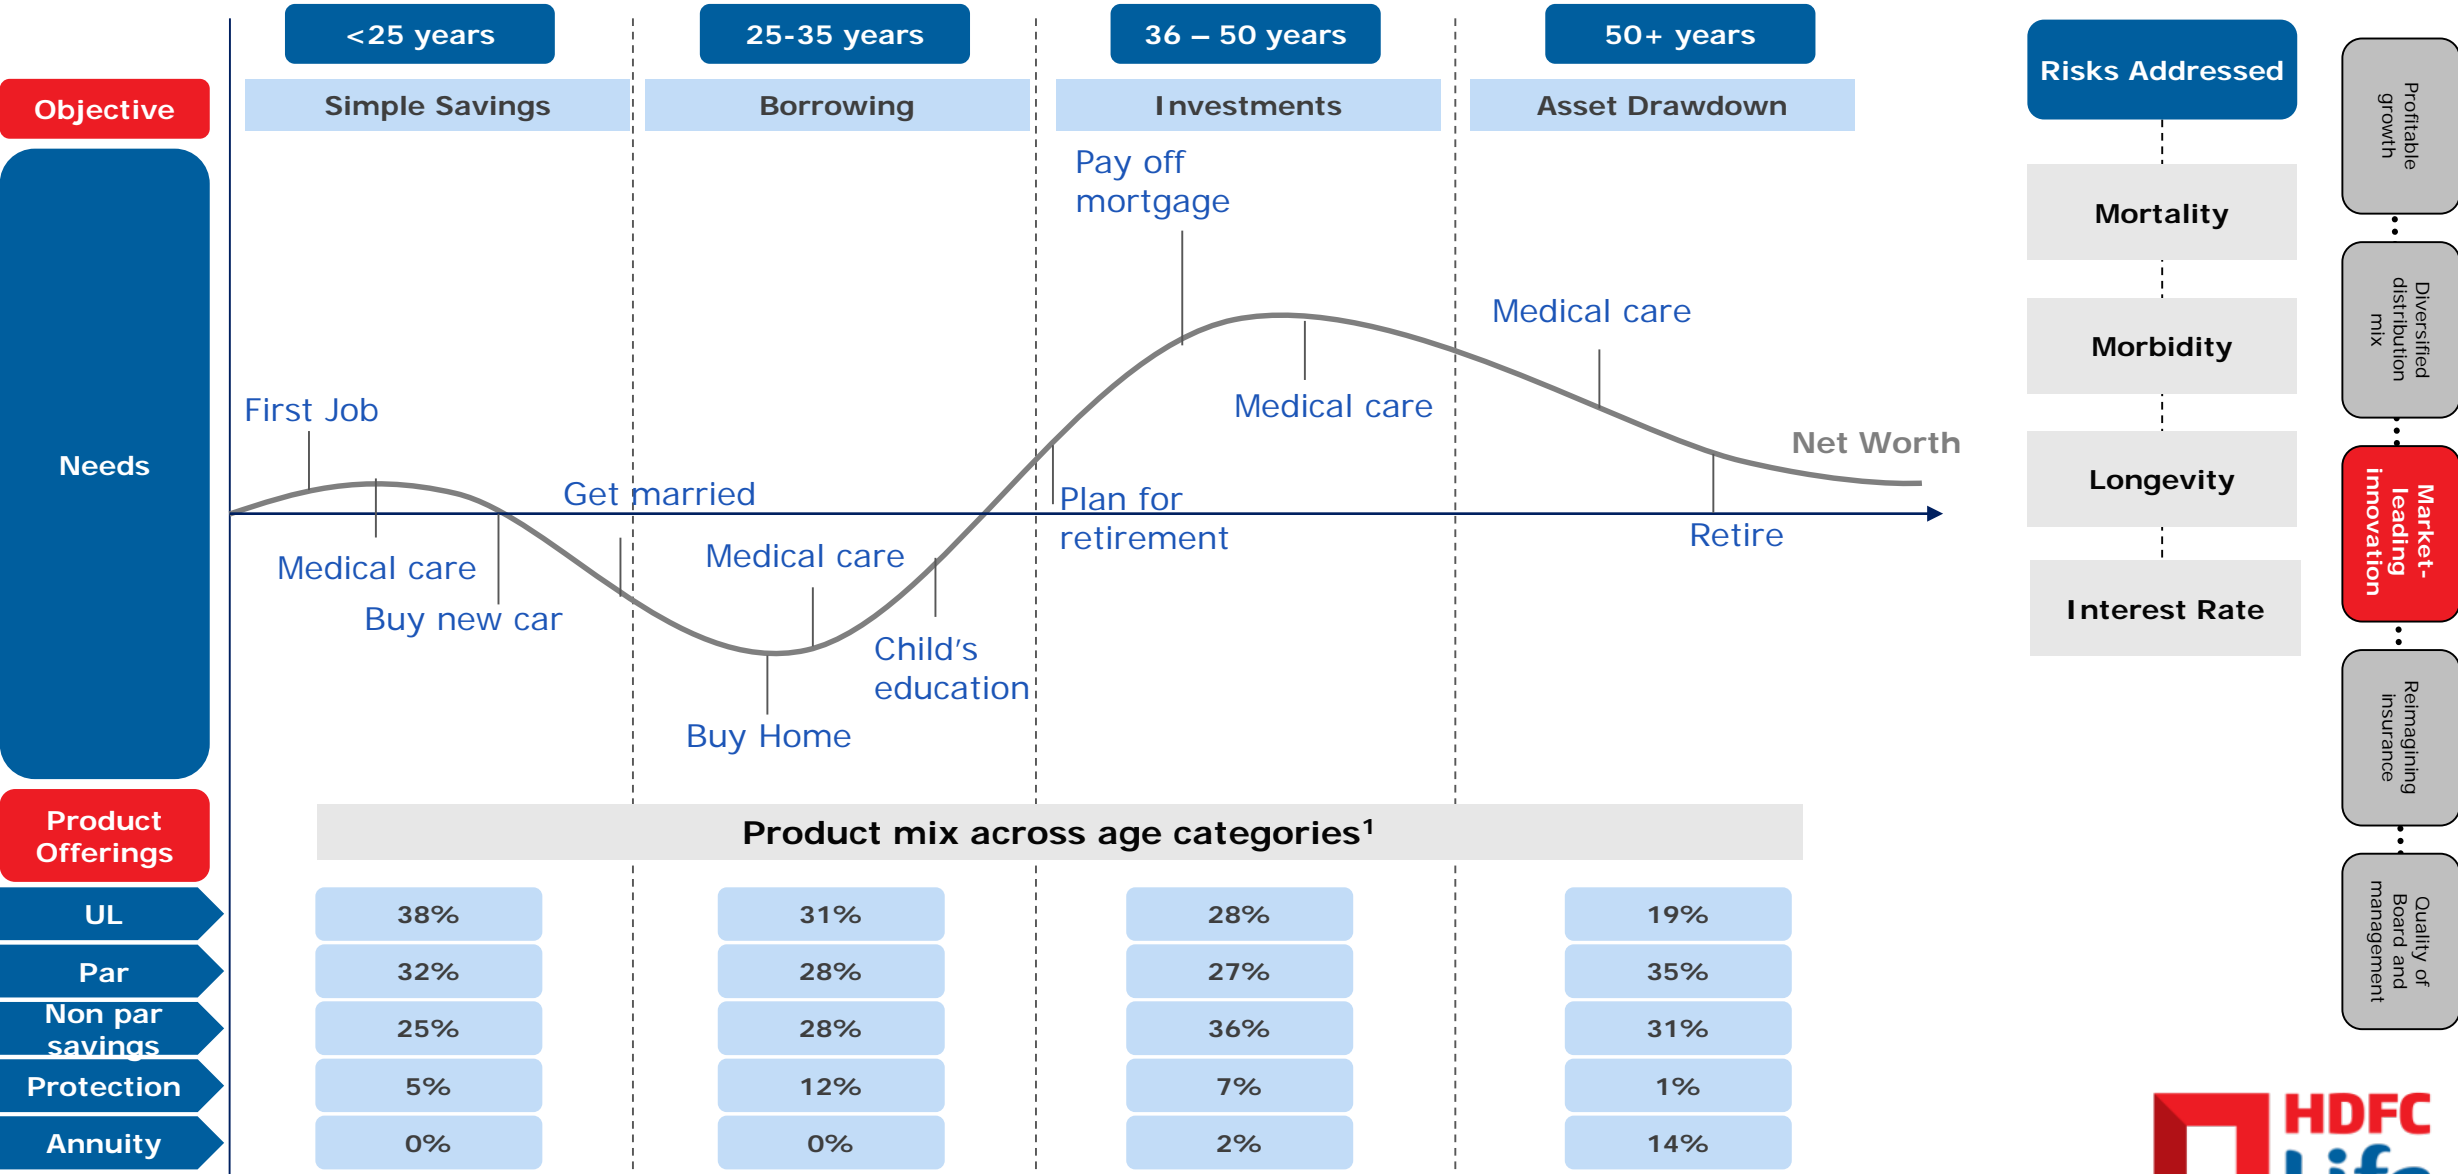 <25 years
25-35 years
36 – 50 years
50+ years
Risks Addressed
Objective
Simple Savings
Borrowing
Investments
Asset Drawdown
Needs
Pay off
mortgage
Medical care
First Job
Medical care
Net Worth
Get married
Plan for
retirement
Medical care
Medical care
Retire
Buy new car
Child's
education
Buy Home
Mortality
Morbidity
Longevity
Interest Rate
Profitable
growth
Diversified
distribution
mix
Market-
leading
innovation
Reimagining
insurance
Quality of
Board and
management
Product
Offerings
Product mix across age categories¹
UL
38%
31%
28%
19%
Par
32%
28%
27%
35%
Non par
savings
25%
28%
36%
31%
Protection
5%
12%
7%
1%
Annuity
0%
0%
2%
14%
HDFC
Life